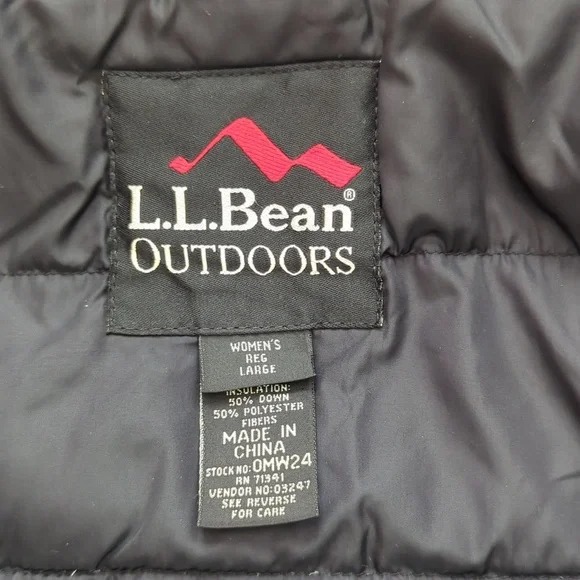 L.L.Bean®
OUTDOORS
WOMEN'S
REG
LARGE
INSULATION:
50% DOWN
50% POLYESTER
FIBERS
MADE IN
CHINA
STOCK NO: OMW24
RN 71341
VENDOR NO: 03247
SEE REVERSE
FOR CARE